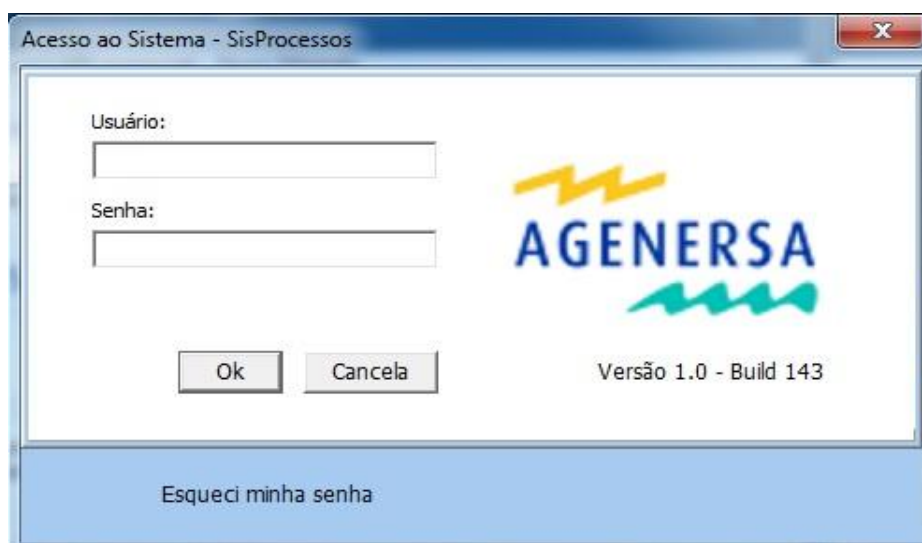 Acesso ao Sistema - SisProcessos
Usuário:
Senha:
AGENERSA
Ok
Cancela
Versão 1.0 - Build 143
Esqueci minha senha